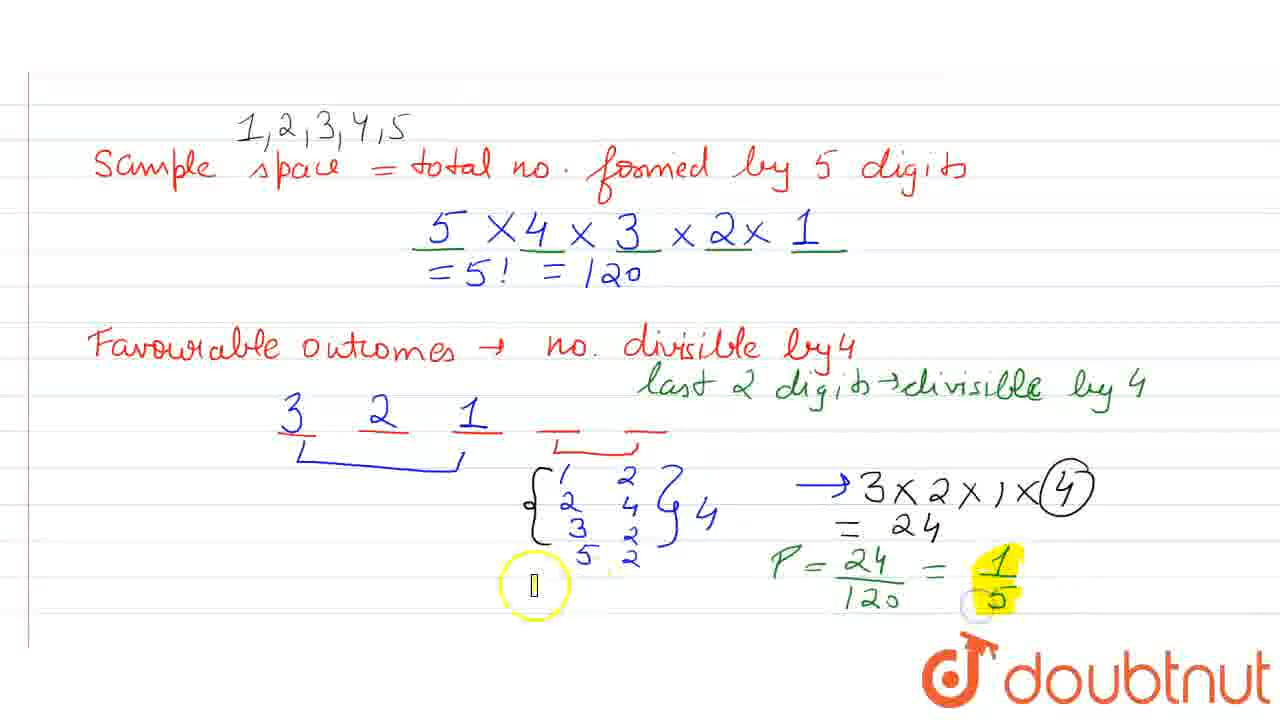 1,2,3,4,5
Sample space = total no. formed by 5 digits
5 × 4 × 3 × 2 × 1
= 5! = 120
Favourable outcomes → no. divisible by 4
last 2 digits → divisible by 4
3 2 1 _ _
1 2
2 4
3 2
5 2
} 4
→ 3 × 2 × 1 × 4
= 24
P = 24/120 = 1/5
doubtnut